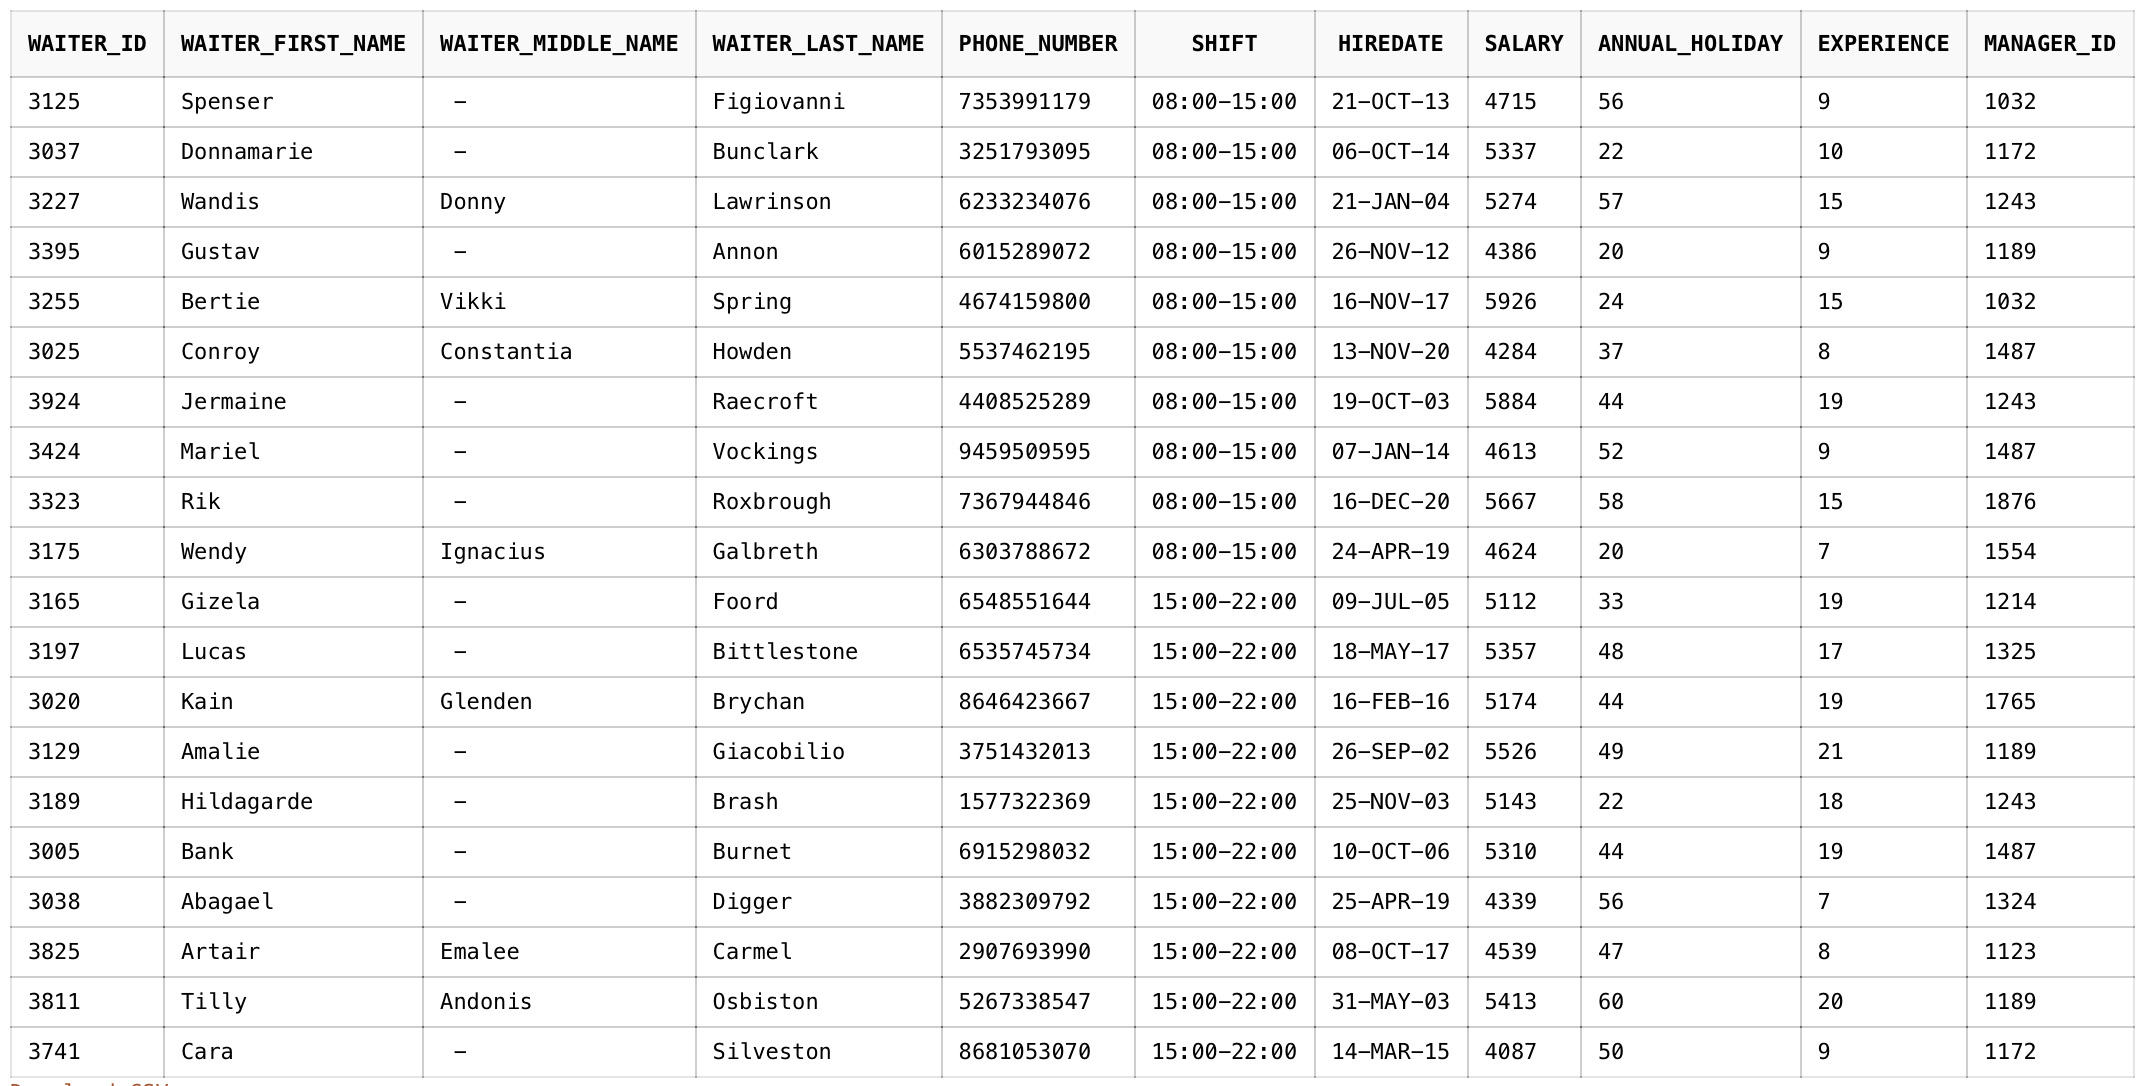 WAITER_ID WAITER_FIRST_NAME WAITER_MIDDLE_NAME WAITER_LAST_NAME PHONE_NUMBER SHIFT HIREDATE SALARY ANNUAL_HOLIDAY EXPERIENCE MANAGER_ID
3125 Spenser – Figiovanni 7353991179 08:00–15:00 21–OCT–13 4715 56 9 1032
3037 Donnamarie – Bunclark 3251793095 08:00–15:00 06–OCT–14 5337 22 10 1172
3227 Wandis Donny Lawrinson 6233234076 08:00–15:00 21–JAN–04 5274 57 15 1243
3395 Gustav – Annon 6015289072 08:00–15:00 26–NOV–12 4386 20 9 1189
3255 Bertie Vikki Spring 4674159800 08:00–15:00 16–NOV–17 5926 24 15 1032
3025 Conroy Constantia Howden 5537462195 08:00–15:00 13–NOV–20 4284 37 8 1487
3924 Jermaine – Raecroft 4408525289 08:00–15:00 19–OCT–03 5884 44 19 1243
3424 Mariel – Vockings 9459509595 08:00–15:00 07–JAN–14 4613 52 9 1487
3323 Rik – Roxbrough 7367944846 08:00–15:00 16–DEC–20 5667 58 15 1876
3175 Wendy Ignacius Galbreth 6303788672 08:00–15:00 24–APR–19 4624 20 7 1554
3165 Gizela – Foord 6548551644 15:00–22:00 09–JUL–05 5112 33 19 1214
3197 Lucas – Bittlestone 6535745734 15:00–22:00 18–MAY–17 5357 48 17 1325
3020 Kain Glenden Brychan 8646423667 15:00–22:00 16–FEB–16 5174 44 19 1765
3129 Amalie – Giacobilio 3751432013 15:00–22:00 26–SEP–02 5526 49 21 1189
3189 Hildagarde – Brash 1577322369 15:00–22:00 25–NOV–03 5143 22 18 1243
3005 Bank – Burnet 6915298032 15:00–22:00 10–OCT–06 5310 44 19 1487
3038 Abagael – Digger 3882309792 15:00–22:00 25–APR–19 4339 56 7 1324
3825 Artair Emalee Carmel 2907693990 15:00–22:00 08–OCT–17 4539 47 8 1123
3811 Tilly Andonis Osbiston 5267338547 15:00–22:00 31–MAY–03 5413 60 20 1189
3741 Cara – Silveston 8681053070 15:00–22:00 14–MAR–15 4087 50 9 1172